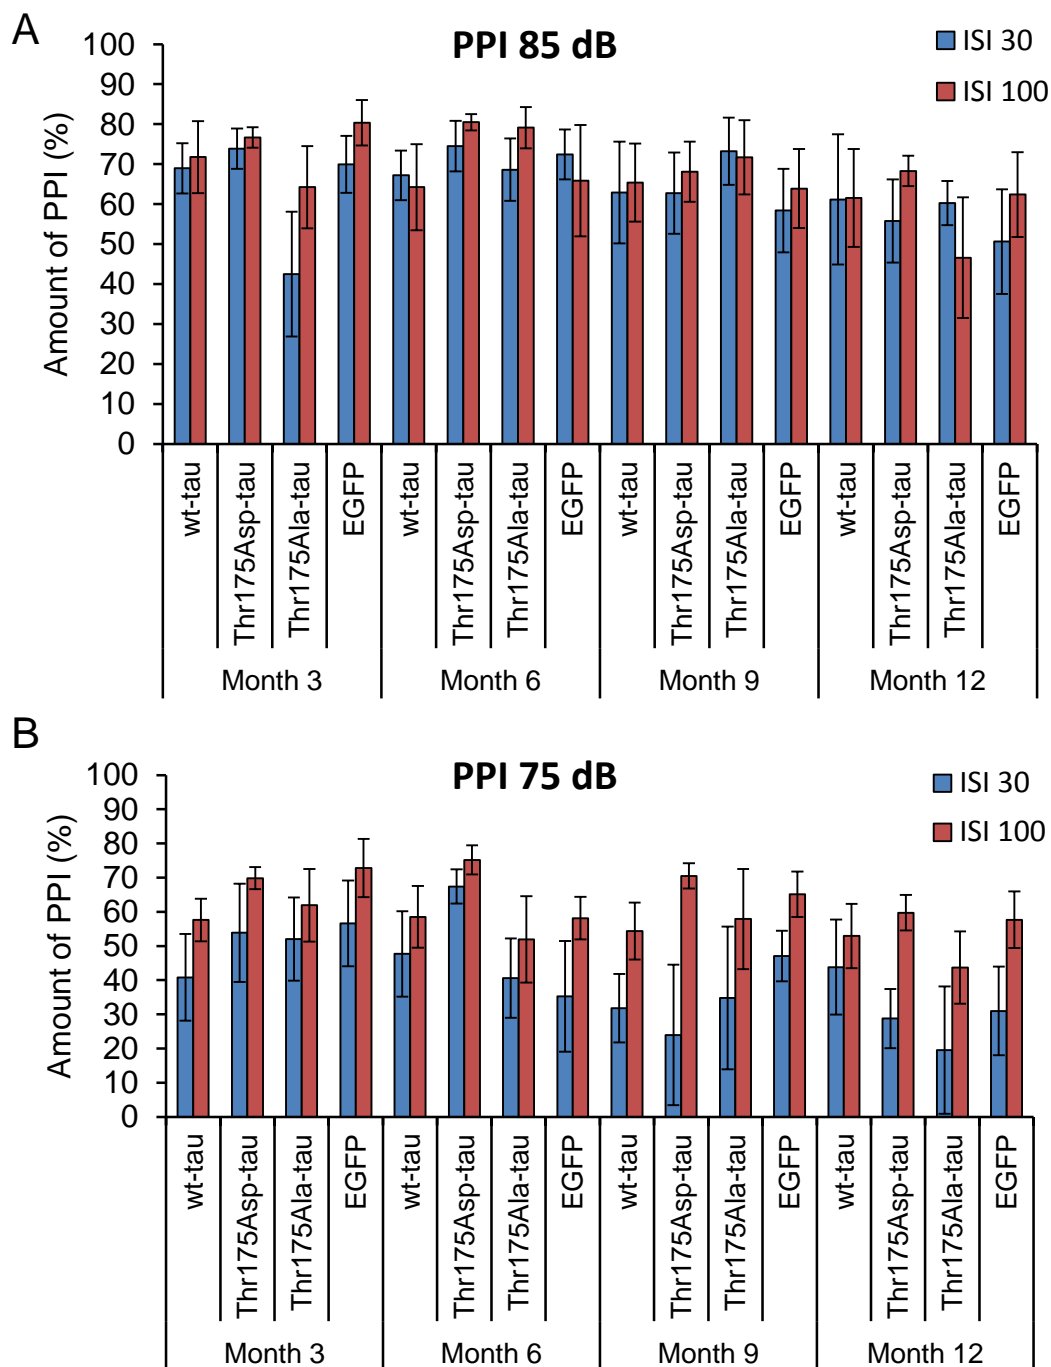 A
PPI 85 dB
ISI 30
ISI 100
Amount of PPI (%)
100
90
80
70
60
50
40
30
20
10
0
wt-tau
Thr175Asp-tau
Thr175Ala-tau
EGFP
wt-tau
Thr175Asp-tau
Thr175Ala-tau
EGFP
wt-tau
Thr175Asp-tau
Thr175Ala-tau
EGFP
wt-tau
Thr175Asp-tau
Thr175Ala-tau
EGFP
Month 3
Month 6
Month 9
Month 12
B
PPI 75 dB
ISI 30
ISI 100
Amount of PPI (%)
100
90
80
70
60
50
40
30
20
10
0
wt-tau
Thr175Asp-tau
Thr175Ala-tau
EGFP
wt-tau
Thr175Asp-tau
Thr175Ala-tau
EGFP
wt-tau
Thr175Asp-tau
Thr175Ala-tau
EGFP
wt-tau
Thr175Asp-tau
Thr175Ala-tau
EGFP
Month 3
Month 6
Month 9
Month 12